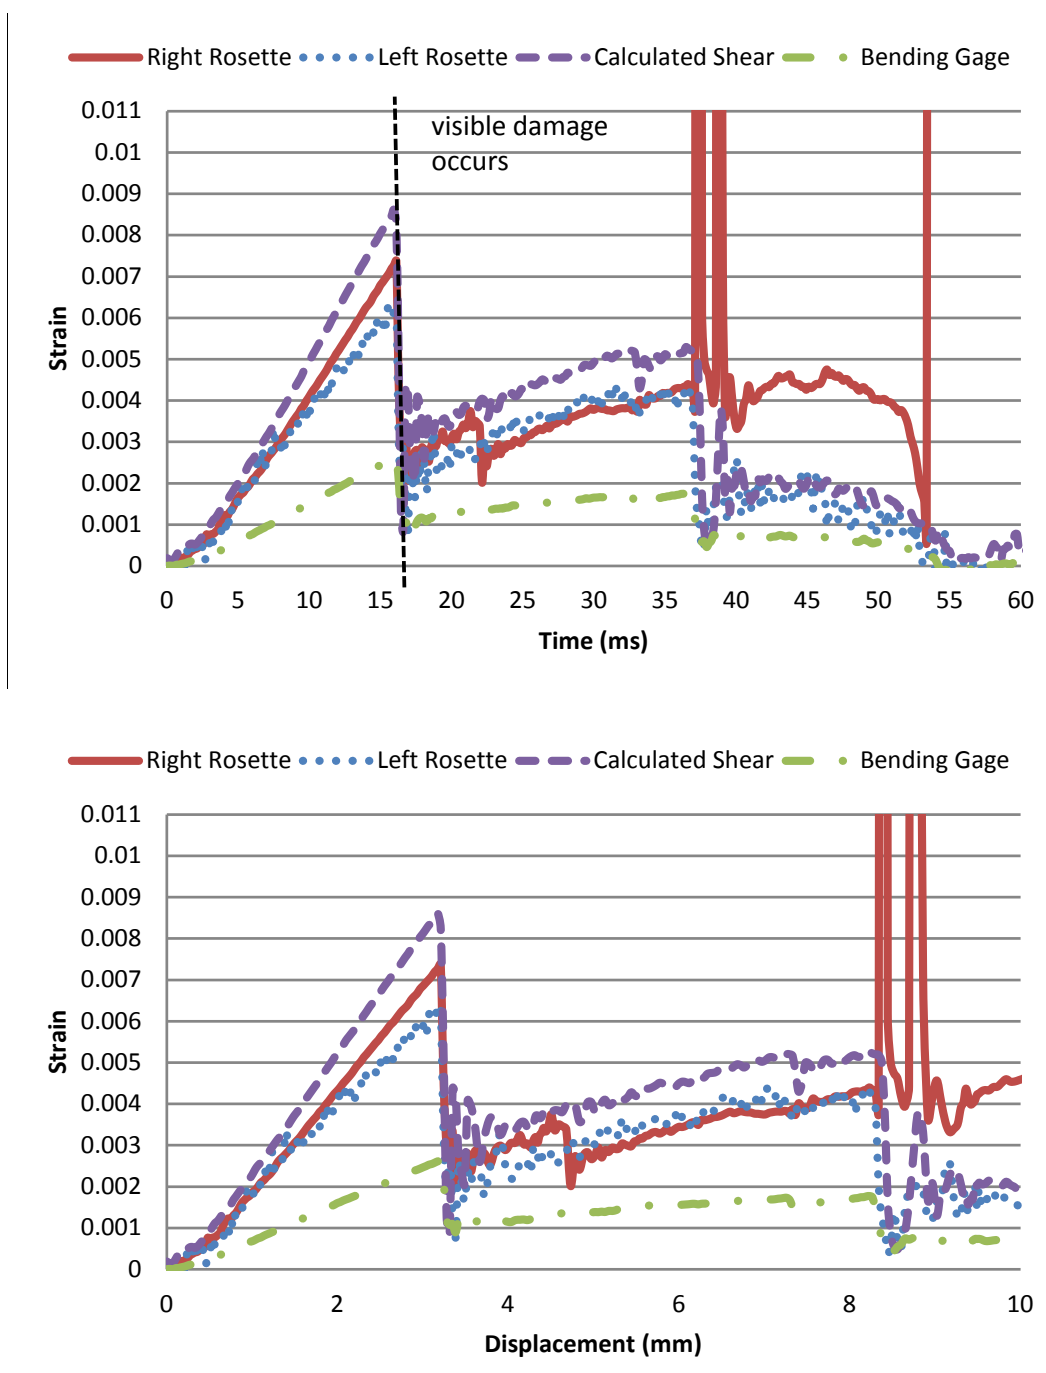 Right Rosette Left Rosette Calculated Shear Bending Gage
0.011
0.01
0.009
0.008
0.007
0.006
0.005
0.004
0.003
0.002
0.001
0
Strain
visible damage
occurs
0 5 10 15 20 25 30 35 40 45 50 55 60
Time (ms)
Right Rosette Left Rosette Calculated Shear Bending Gage
0.011
0.01
0.009
0.008
0.007
0.006
0.005
0.004
0.003
0.002
0.001
0
Strain
0 2 4 6 8 10
Displacement (mm)